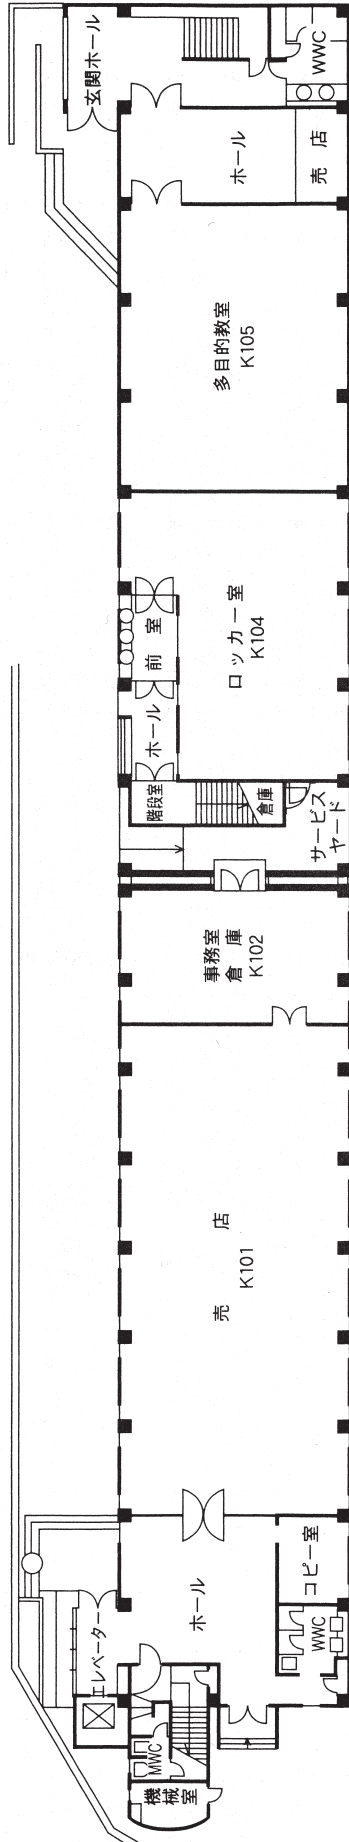 玄関ホール
WWC
ホール
売店
多目的教室
K105
ロッカー室
K104
前室
ホール
階段室
倉庫
サービス
ヤード
事務室
倉庫
K102
売店
K101
ホール
コピー室
WWC
エレベーター
MWC
機械室